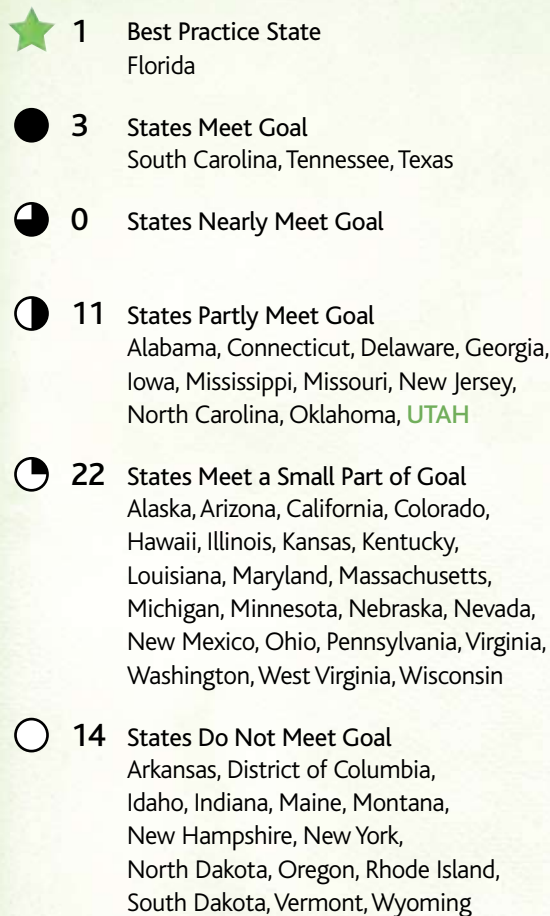 1 Best Practice State
Florida
3 States Meet Goal
South Carolina, Tennessee, Texas
0 States Nearly Meet Goal
11 States Partly Meet Goal
Alabama, Connecticut, Delaware, Georgia,
Iowa, Mississippi, Missouri, New Jersey,
North Carolina, Oklahoma, UTAH
22 States Meet a Small Part of Goal
Alaska, Arizona, California, Colorado,
Hawaii, Illinois, Kansas, Kentucky,
Louisiana, Maryland, Massachusetts,
Michigan, Minnesota, Nebraska, Nevada,
New Mexico, Ohio, Pennsylvania, Virginia,
Washington, West Virginia, Wisconsin
14 States Do Not Meet Goal
Arkansas, District of Columbia,
Idaho, Indiana, Maine, Montana,
New Hampshire, New York,
North Dakota, Oregon, Rhode Island,
South Dakota, Vermont, Wyoming